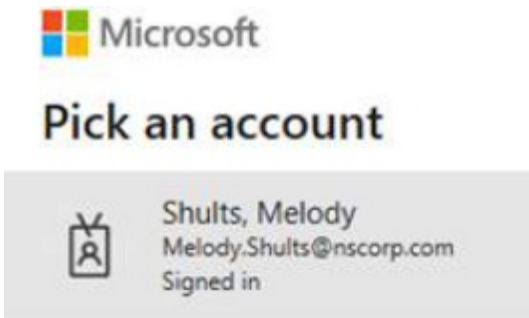 Microsoft
Pick an account
Shults, Melody
Melody.Shults@nscorp.com
Signed in